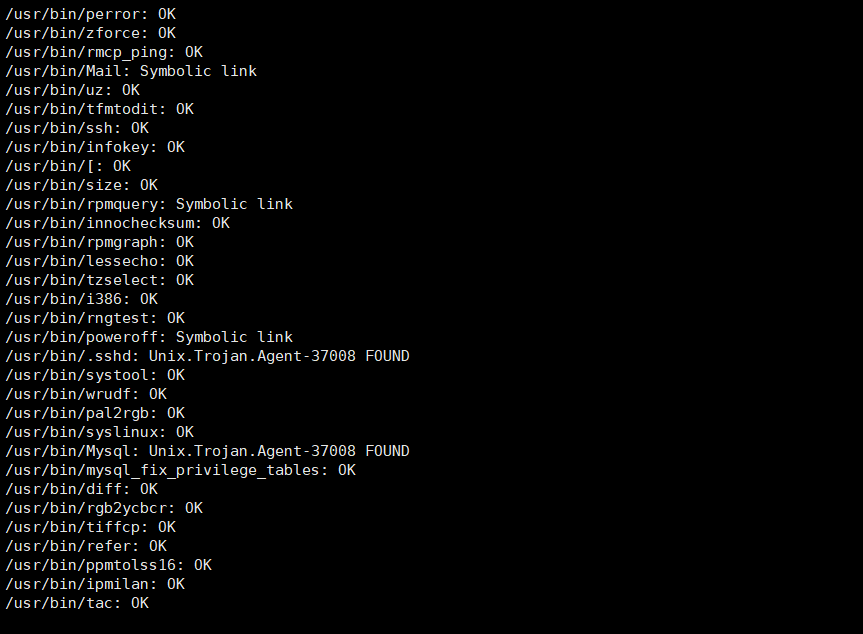 /usr/bin/perror: OK
/usr/bin/zforce: OK
/usr/bin/rmcp_ping: OK
/usr/bin/Mail: Symbolic link
/usr/bin/uz: OK
/usr/bin/tfmtodit: OK
/usr/bin/ssh: OK
/usr/bin/infokey: OK
/usr/bin/[: OK
/usr/bin/size: OK
/usr/bin/rpmquery: Symbolic link
/usr/bin/innochecksum: OK
/usr/bin/rpmgraph: OK
/usr/bin/lessecho: OK
/usr/bin/tzselect: OK
/usr/bin/i386: OK
/usr/bin/rngtest: OK
/usr/bin/poweroff: Symbolic link
/usr/bin/.sshd: Unix.Trojan.Agent-37008 FOUND
/usr/bin/systool: OK
/usr/bin/wrudf: OK
/usr/bin/pal2rgb: OK
/usr/bin/syslinux: OK
/usr/bin/Mysql: Unix.Trojan.Agent-37008 FOUND
/usr/bin/mysql_fix_privilege_tables: OK
/usr/bin/diff: OK
/usr/bin/rgb2ycbcr: OK
/usr/bin/tiffcp: OK
/usr/bin/refer: OK
/usr/bin/ppmtolss16: OK
/usr/bin/ipmilan: OK
/usr/bin/tac: OK